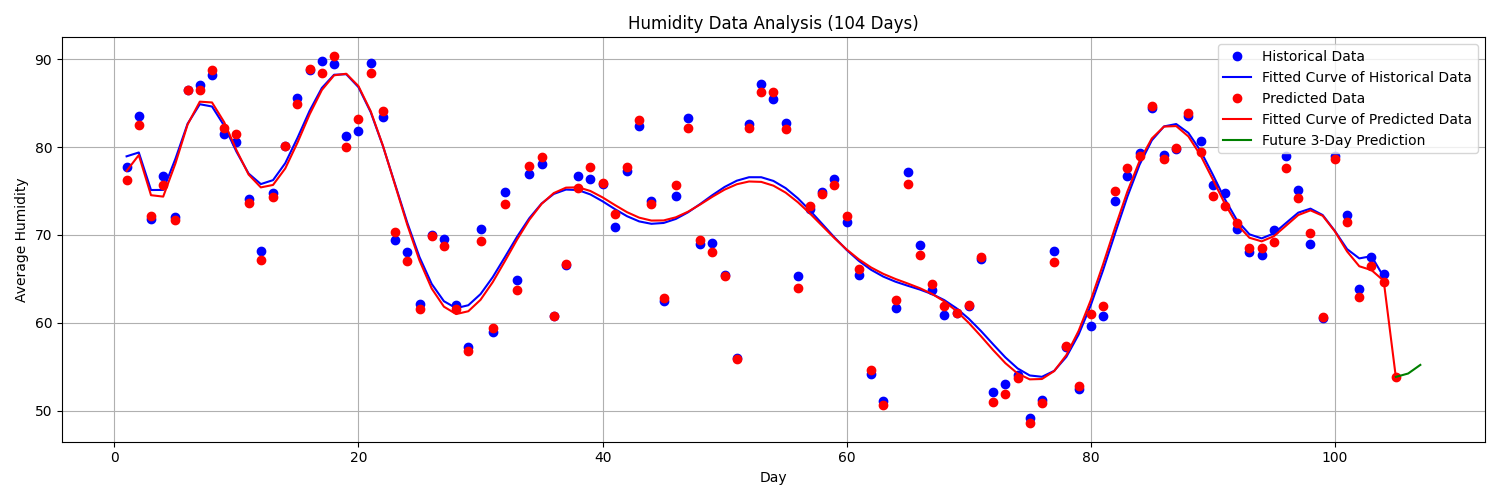 Humidity Data Analysis (104 Days)
Historical Data
Fitted Curve of Historical Data
Predicted Data
Fitted Curve of Predicted Data
Future 3-Day Prediction
Average Humidity
90
80
70
60
50
0 20 40 60 80 100
Day